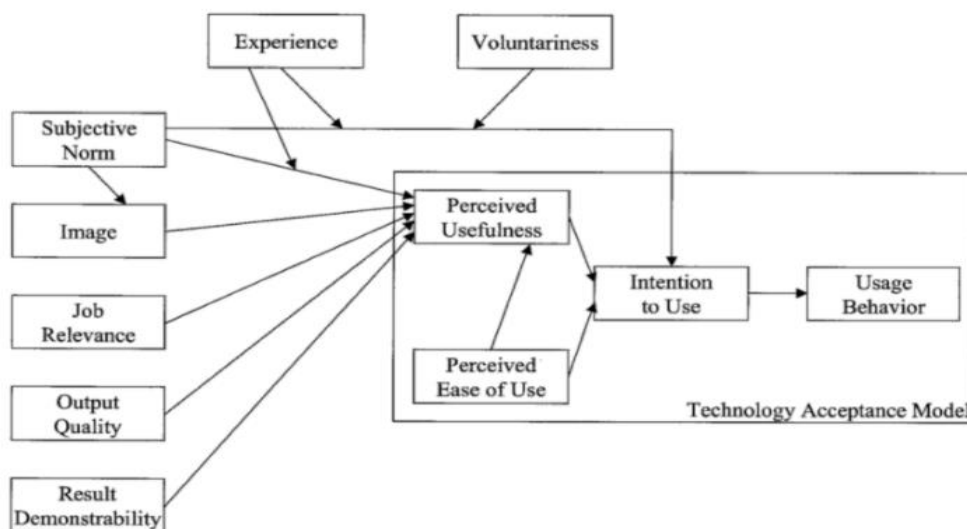 Experience
Voluntariness
Subjective
Norm
Image
Perceived
Usefulness
Intention
to Use
Usage
Behavior
Job
Relevance
Perceived
Ease of Use
Output
Quality
Technology Acceptance Model
Result
Demonstrability